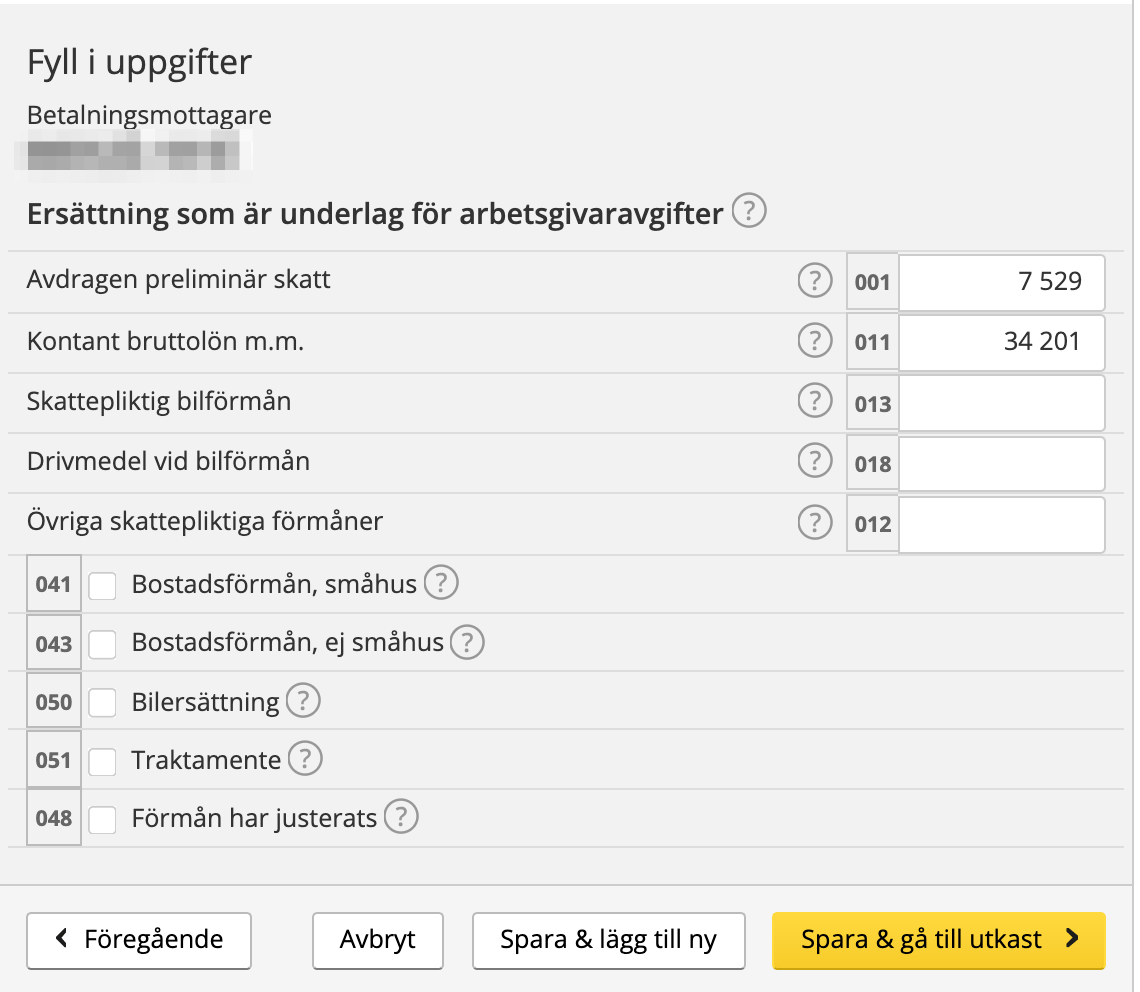 Fyll i uppgifter
Betalningsmottagare
Ersättning som är underlag för arbetsgivaravgifter ?
Avdragen preliminär skatt ? 001 7 529
Kontant bruttolön m.m. ? 011 34 201
Skattepliktig bilförmån ? 013
Drivmedel vid bilförmån ? 018
Övriga skattepliktiga förmåner ? 012
041 Bostadsförmån, småhus ?
043 Bostadsförmån, ej småhus ?
050 Bilersättning ?
051 Traktamente ?
048 Förmån har justerats ?
Föregående Avbryt Spara & lägg till ny Spara & gå till utkast